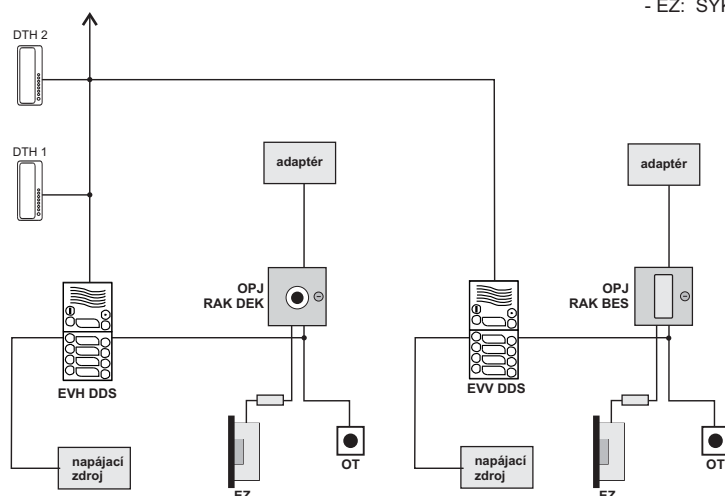 - EZ: SYK
DTH 2
DTH 1
adaptér
adaptér
OPJ
RAK DEK
OPJ
RAK BES
EVH DDS
EVV DDS
napájací
zdroj
EZ
OT
napájací
zdroj
EZ
OT